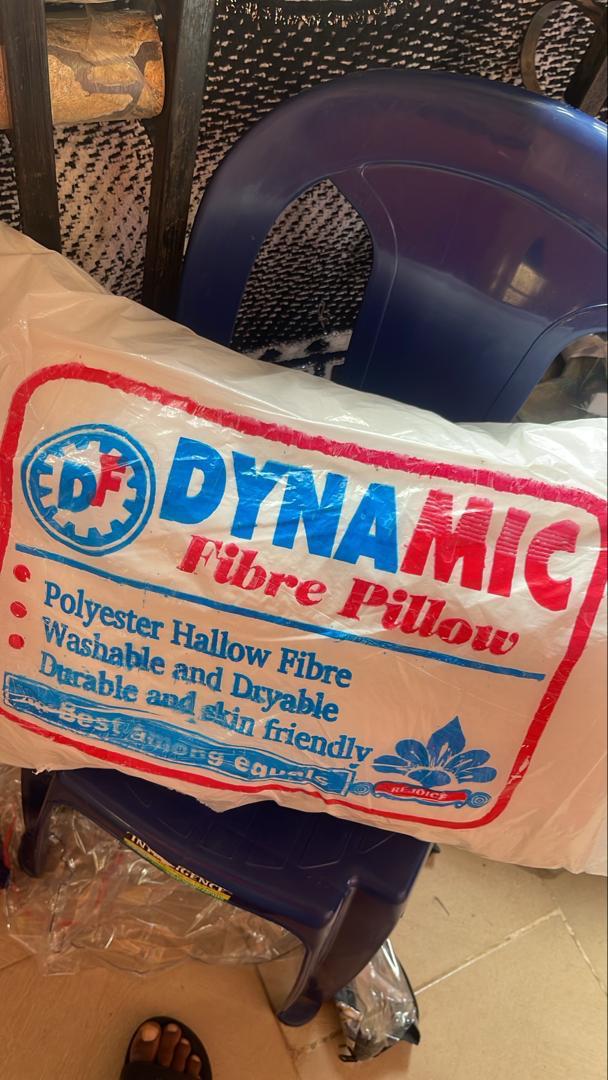 DF
DYNAMIC
Fibre Pillow
Polyester Hallow Fibre
Washable and Dryable
Durable and skin friendly
Best among equals
REJOICE